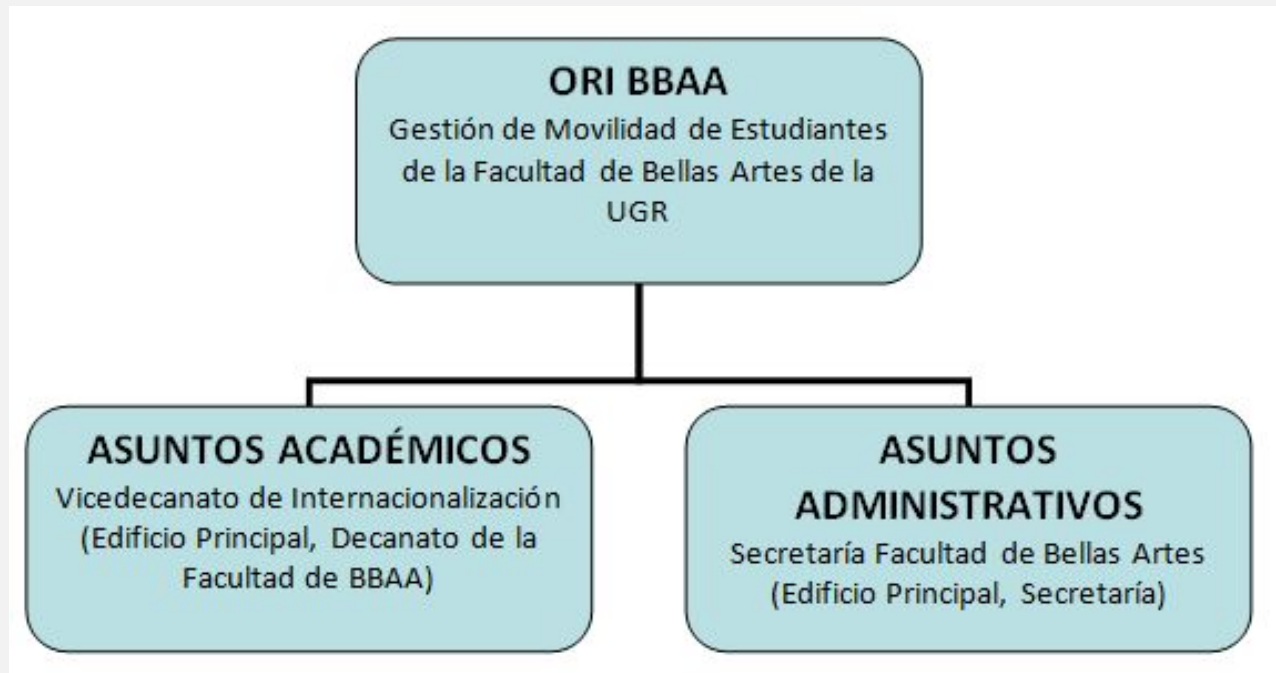 ORI BBAA
Gestión de Movilidad de Estudiantes
de la Facultad de Bellas Artes de la
UGR
ASUNTOS ACADÉMICOS
Vicedecanato de Internacionalización
(Edificio Principal, Decanato de la
Facultad de BBAA)
ASUNTOS
ADMINISTRATIVOS
Secretaría Facultad de Bellas Artes
(Edificio Principal, Secretaría)